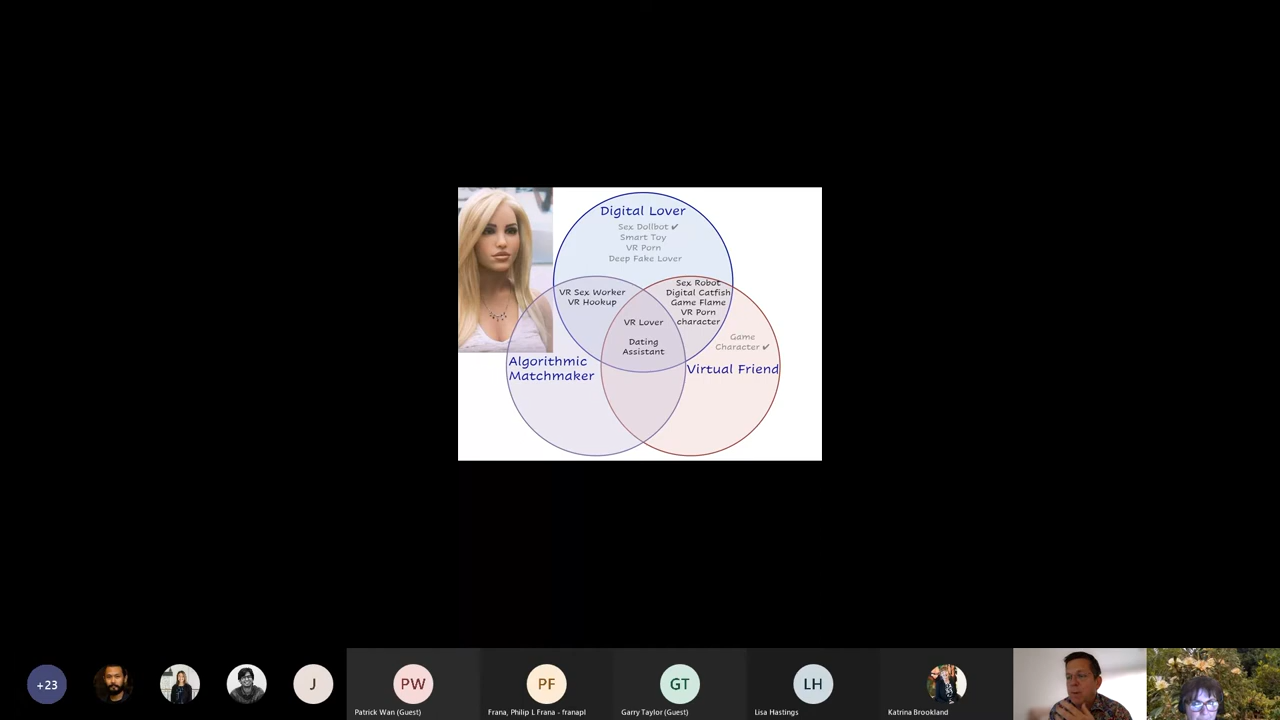 Digital Lover
Sex Dollbot ✔
Smart Toy
VR Porn
Deep Fake Lover
VR Sex Worker
VR Hookup
Sex Robot
Digital Catfish
Game Flame
VR Porn
character
VR Lover
Dating
Assistant
Game
Character ✔
Algorithmic
Matchmaker
Virtual Friend
+23
J
PW
PF
GT
LH
Patrick Wan (Guest)
Frana, Philip L Frana - franapl
Garry Taylor (Guest)
Lisa Hastings
Katrina Brookland